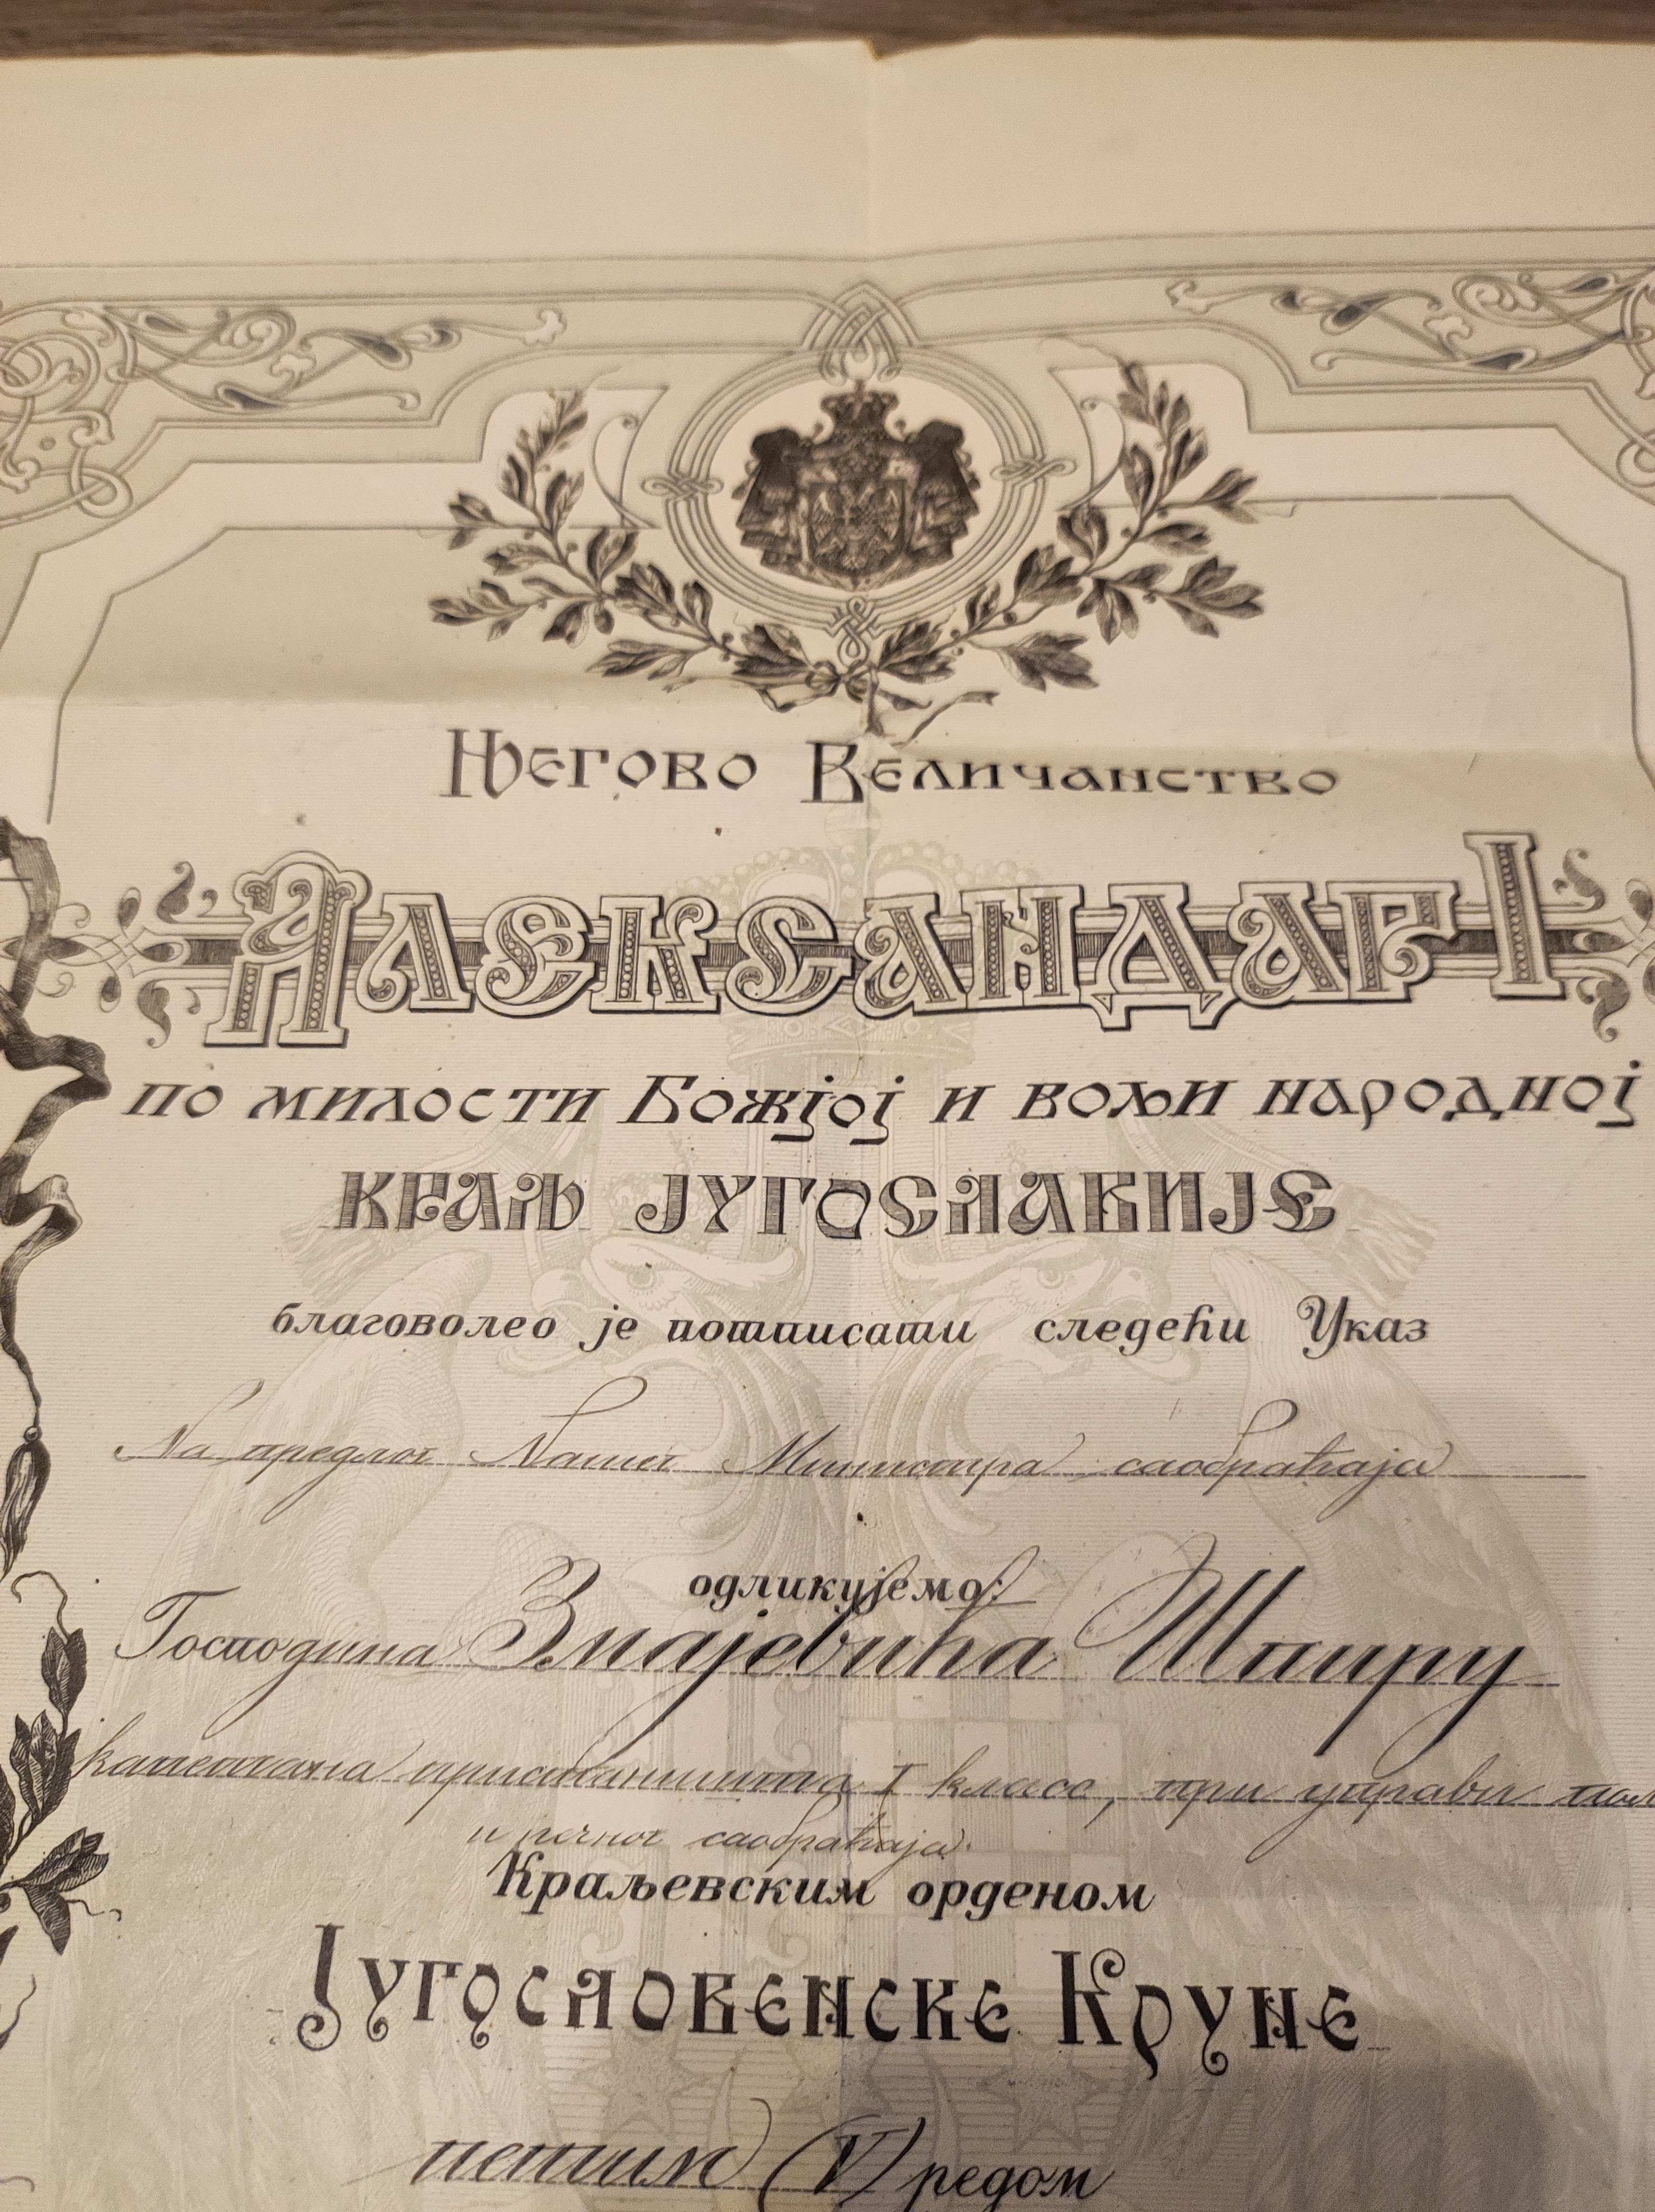 Његово Величанство
Александар I
по милости Божјој и вољи народној
Краљ Југославије
благоволео је потписати следећи Указ
На предлог Нашег Министра саобраћаја
одликујемо:
Господина Змајевића Шпиру
капетана пристаништа I класе, при управи
и речног саобраћаја
Краљевским орденом
Југословенске Круне
петим (V) редом